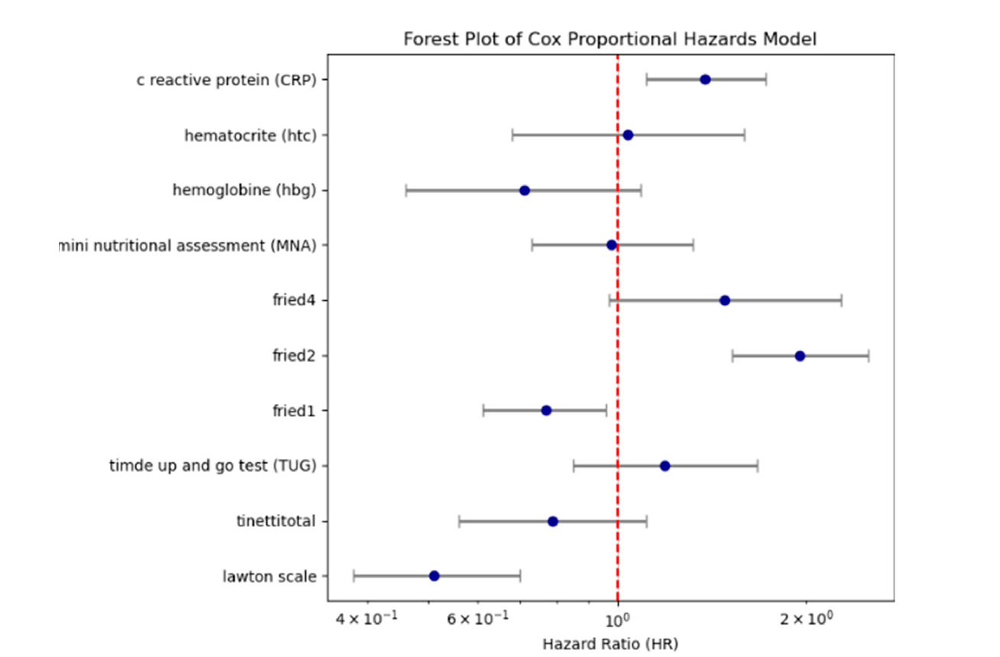 Forest Plot of Cox Proportional Hazards Model
c reactive protein (CRP)
hematocrite (htc)
hemoglobine (hbg)
mini nutritional assessment (MNA)
fried4
fried2
fried1
timde up and go test (TUG)
tinettitotal
lawton scale
4 × 10⁻¹ 6 × 10⁻¹ 10⁰ 2 × 10⁰
Hazard Ratio (HR)